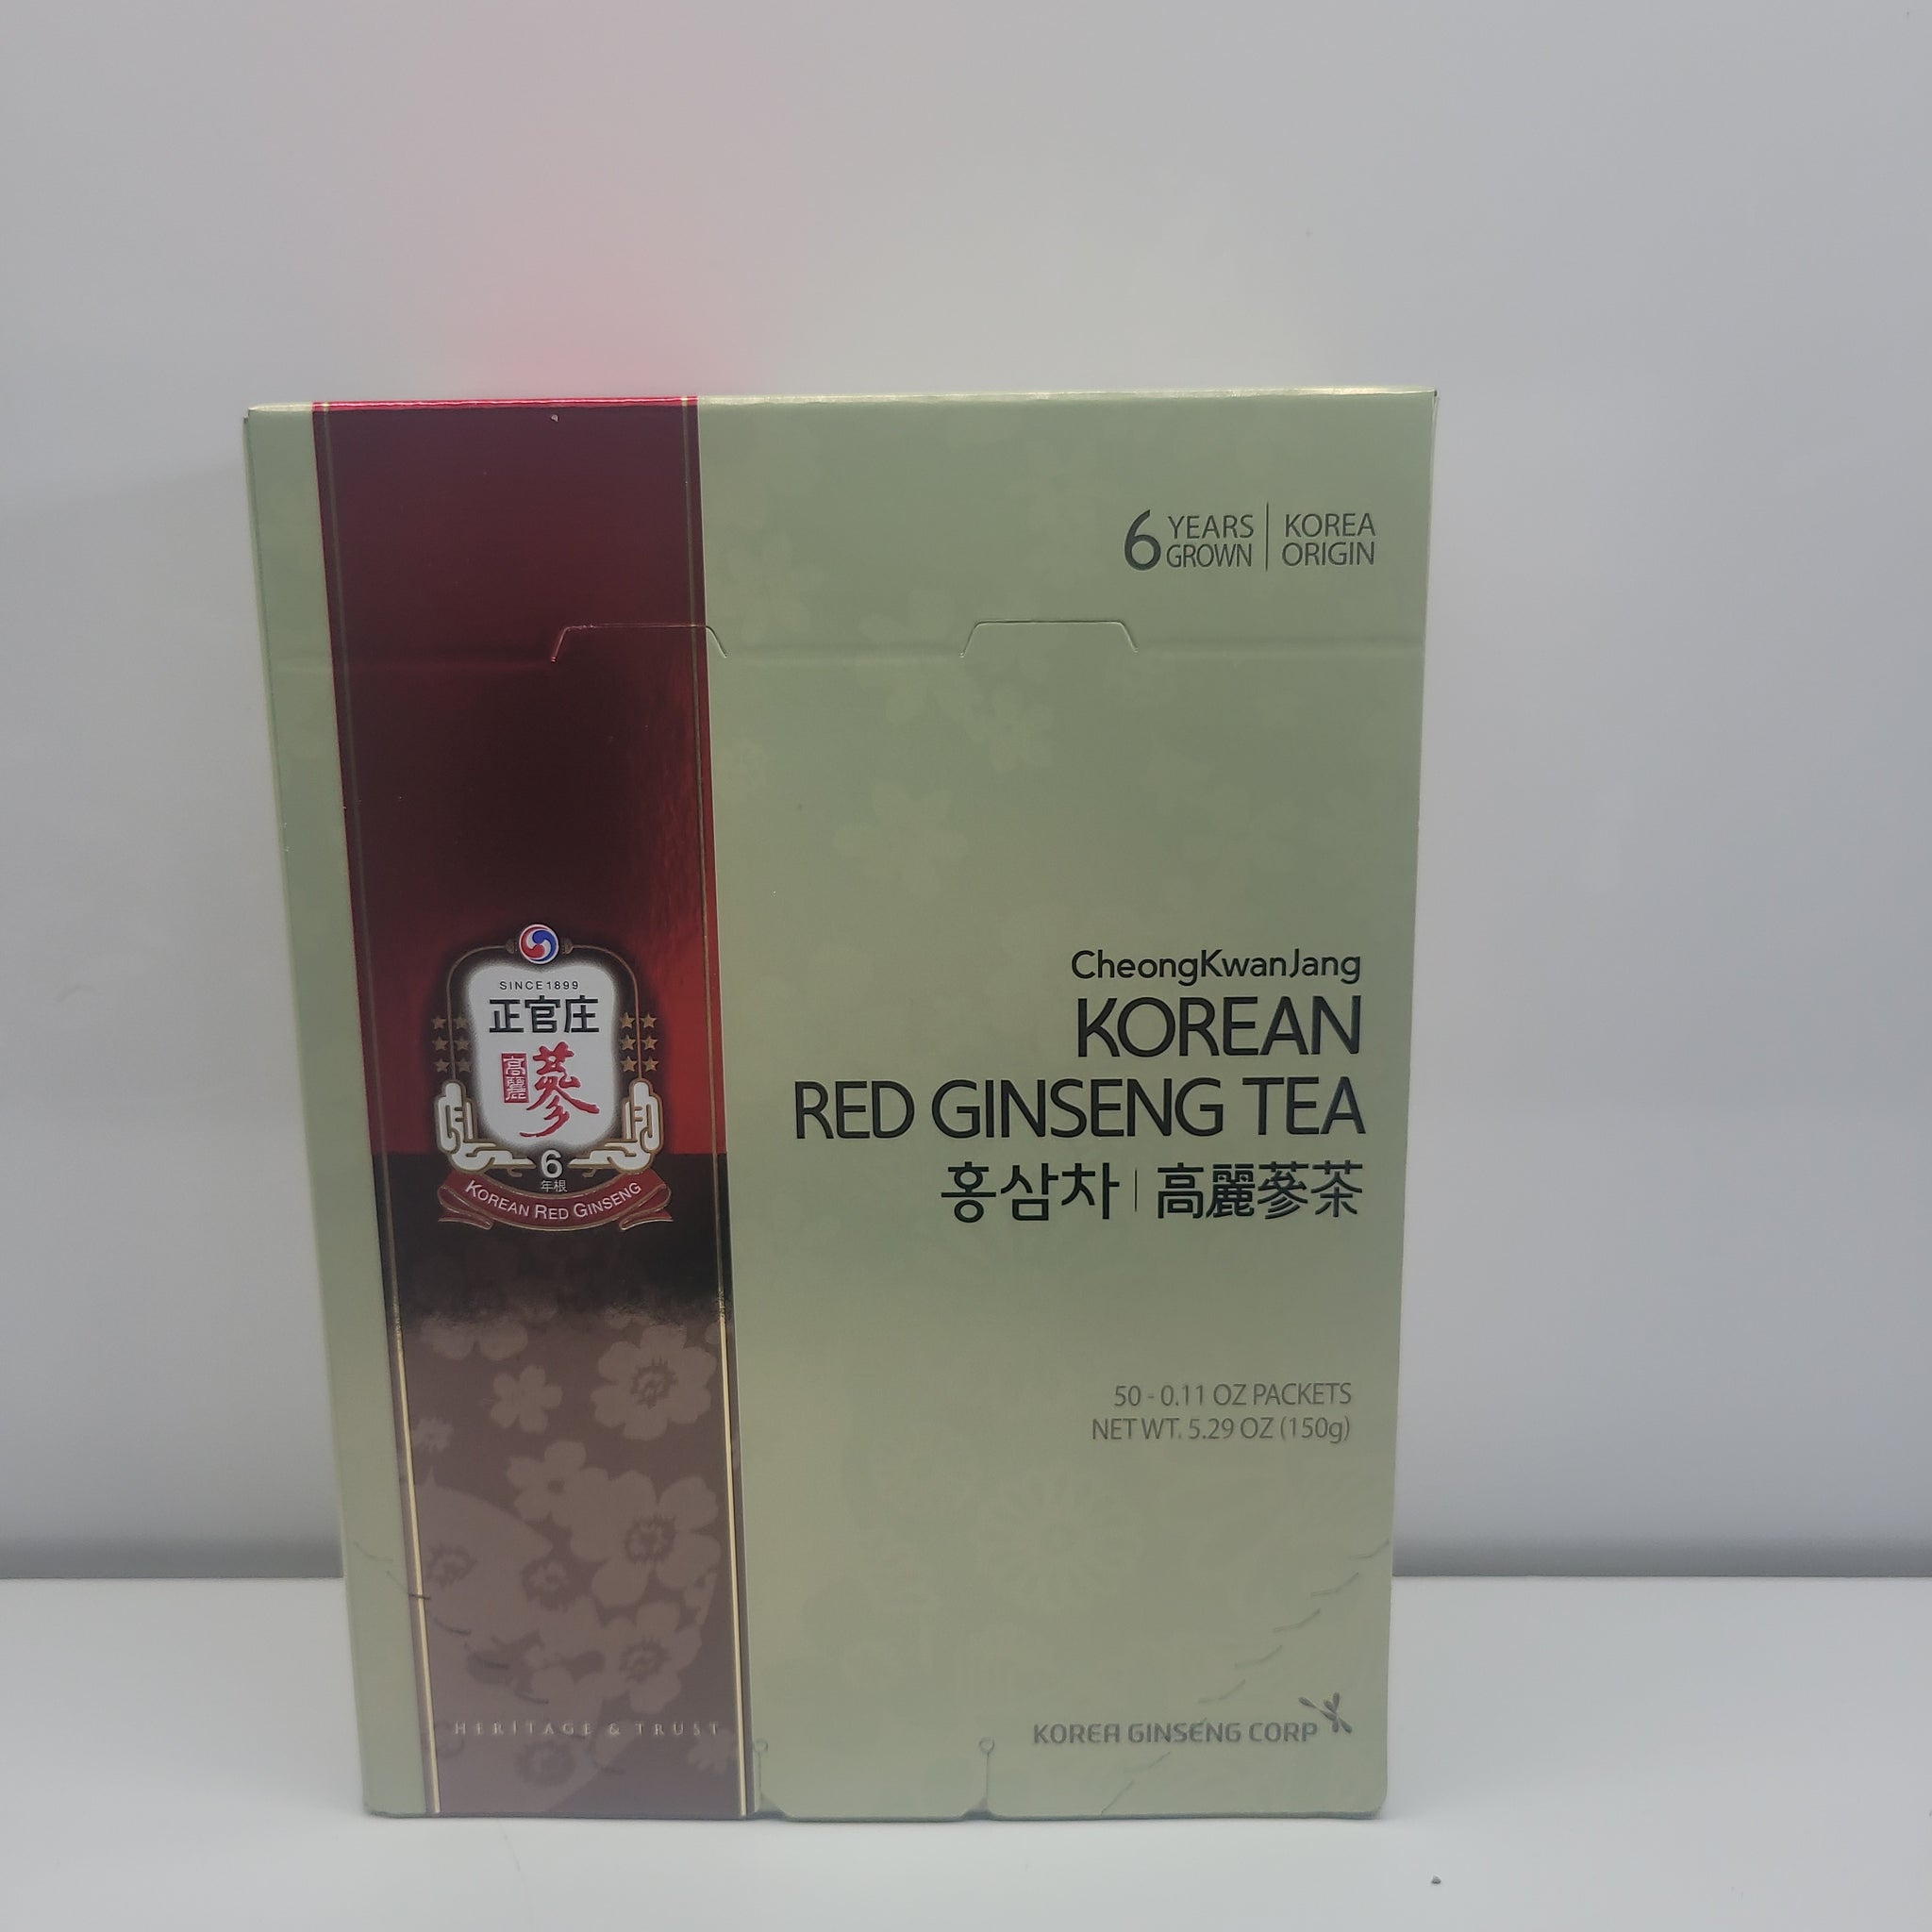 6 YEARS GROWN | KOREA ORIGIN
SINCE 1899
正官庄
高麗
蔘
6
年根
KOREAN RED GINSENG
CheongKwanJang
KOREAN
RED GINSENG TEA
홍삼차 | 高麗蔘茶
50 - 0.11 OZ PACKETS
NET WT. 5.29 OZ (150g)
HERITAGE & TRUST
KOREA GINSENG CORP